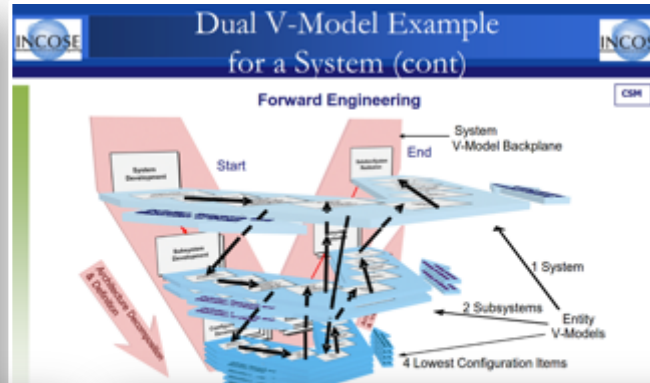 INCOSE
Dual V-Model Example
for a System (cont)
INCOS
Forward Engineering
CSM
System
V-Model Backplane
Start
End
System
Development
Subsystem
Development
Architecture Decomposition
& Definition
1 System
2 Subsystems
Entity
V-Models
4 Lowest Configuration Items